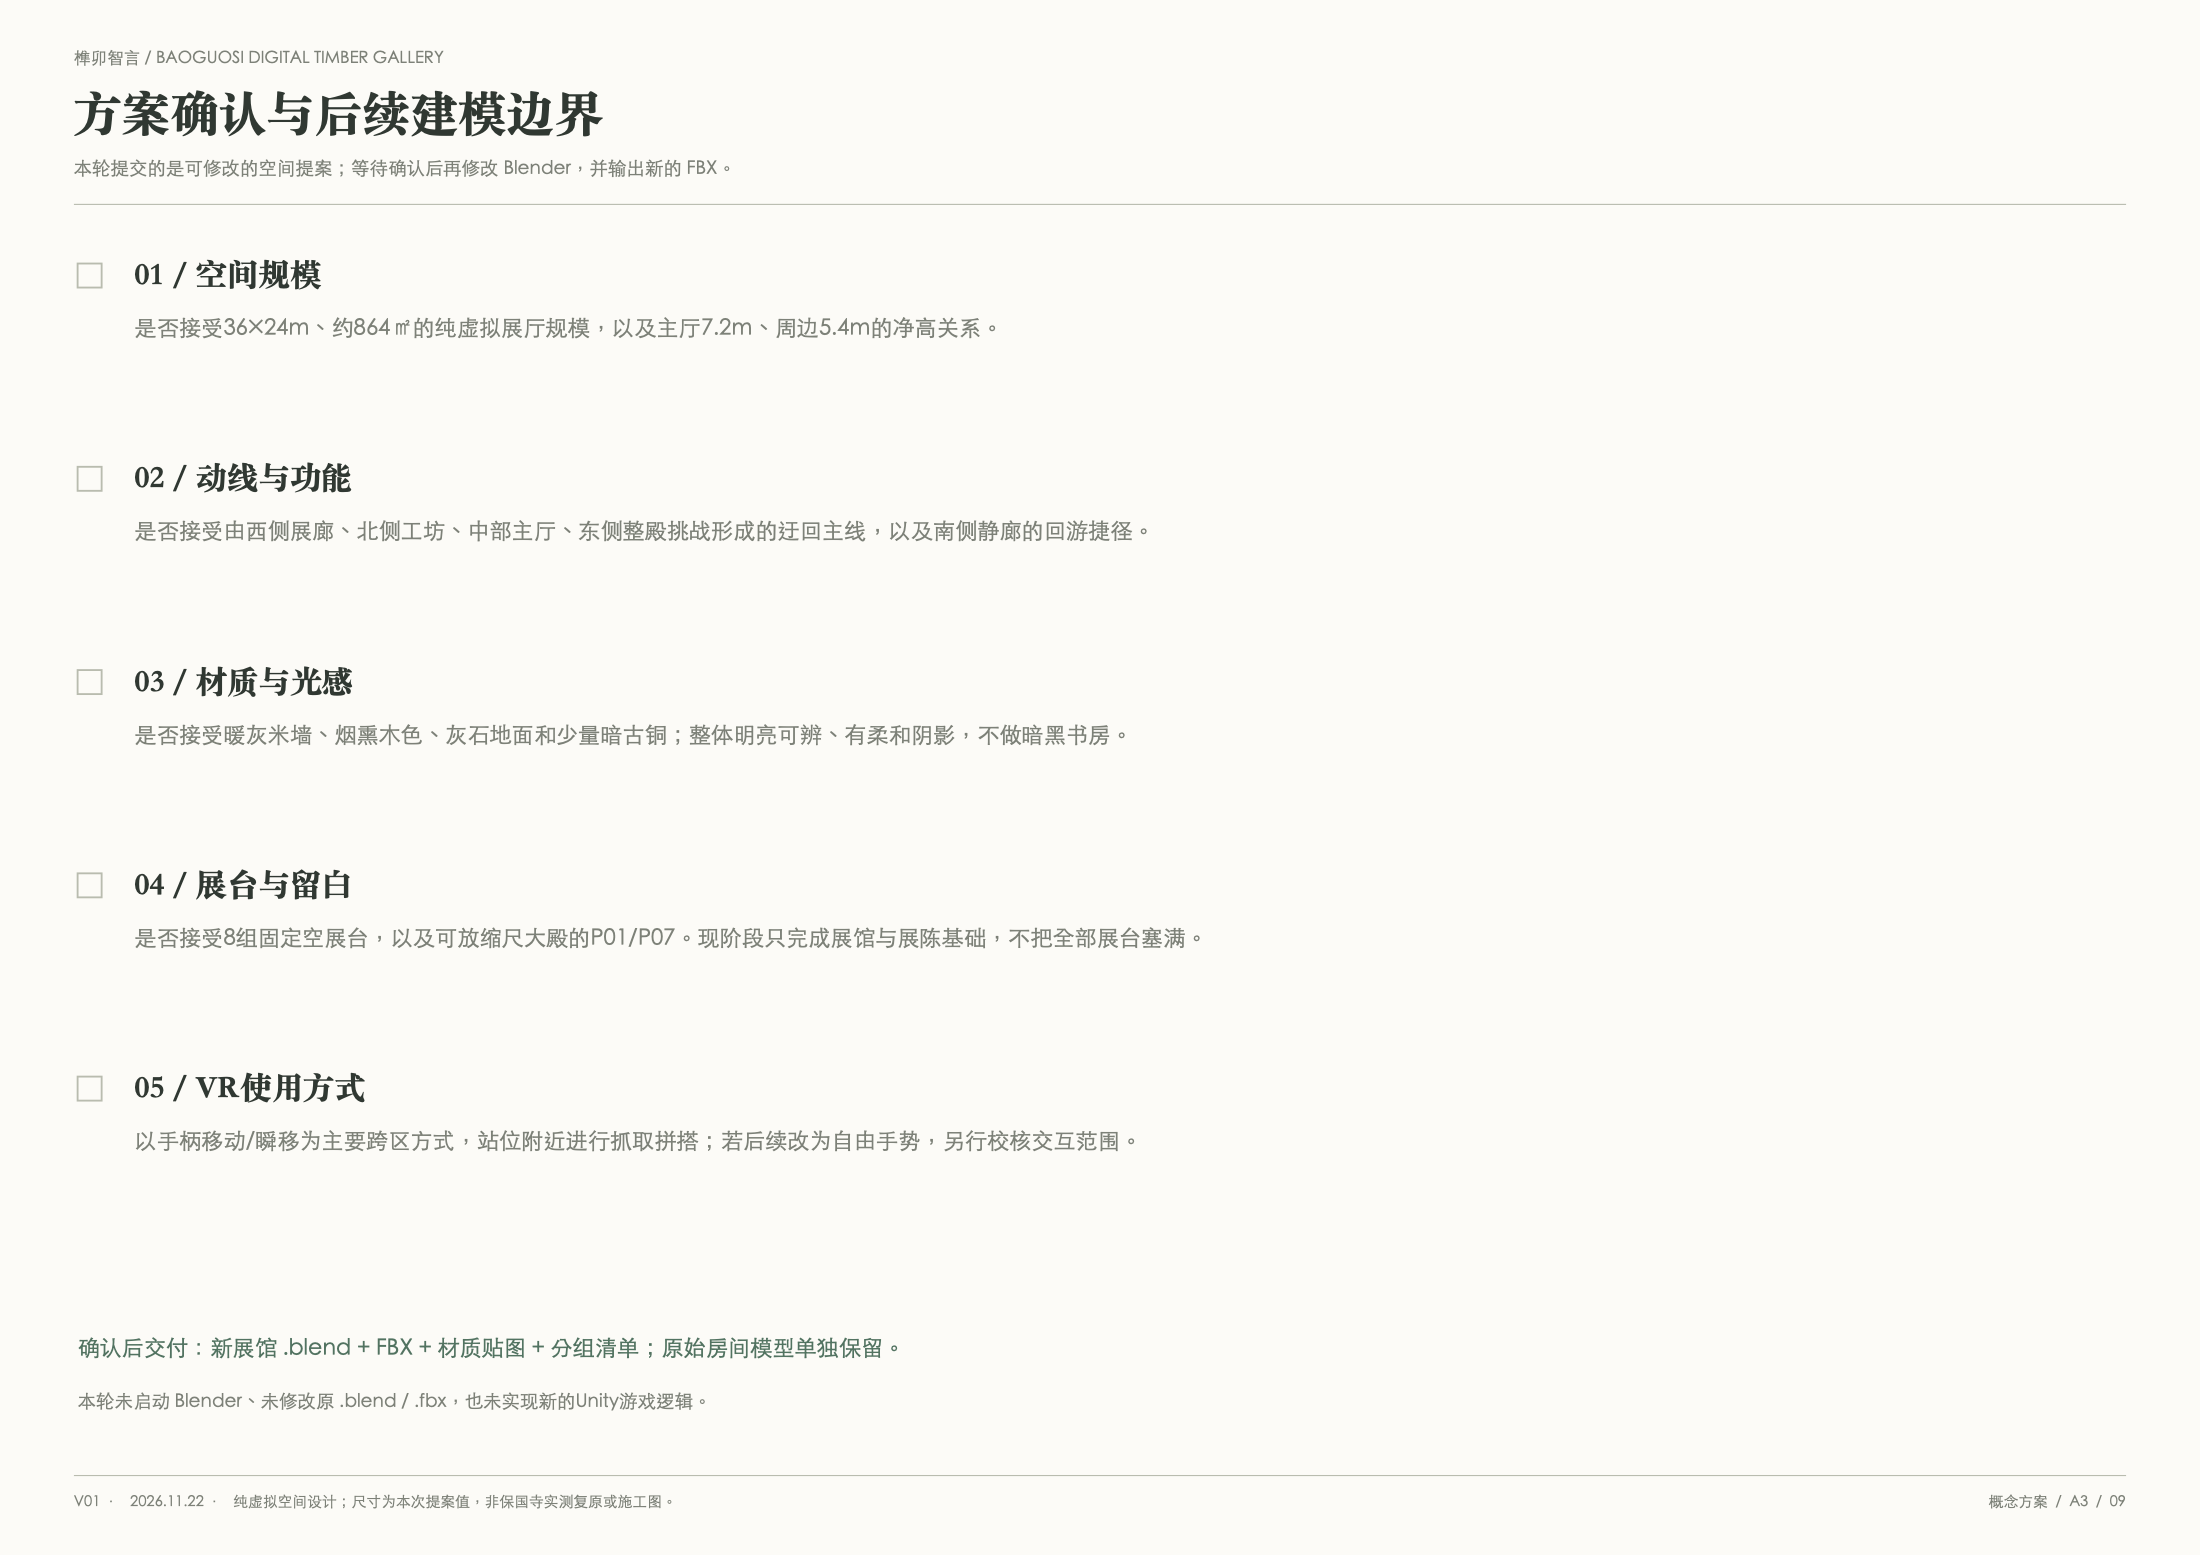 榫卯智言 / BAOGUOSI DIGITAL TIMBER GALLERY
方案确认与后续建模边界
本轮提交的是可修改的空间提案；等待确认后再修改 Blender，并输出新的 FBX。
01 / 空间规模
是否接受36×24m、约864㎡的纯虚拟展厅规模，以及主厅7.2m、周边5.4m的净高关系。
02 / 动线与功能
是否接受由西侧展廊、北侧工坊、中部主厅、东侧整殿挑战形成的迂回主线，以及南侧静廊的回游捷径。
03 / 材质与光感
是否接受暖灰米墙、烟熏木色、灰石地面和少量暗古铜；整体明亮可辨、有柔和阴影，不做暗黑书房。
04 / 展台与留白
是否接受8组固定空展台，以及可放缩尺大殿的P01/P07。现阶段只完成展馆与展陈基础，不把全部展台塞满。
05 / VR使用方式
以手柄移动/瞬移为主要跨区方式，站位附近进行抓取拼搭；若后续改为自由手势，另行校核交互范围。
确认后交付：新展馆 .blend + FBX + 材质贴图 + 分组清单；原始房间模型单独保留。
本轮未启动 Blender、未修改原 .blend / .fbx，也未实现新的Unity游戏逻辑。
V01 · 2026.11.22 · 纯虚拟空间设计；尺寸为本次提案值，非保国寺实测复原或施工图。
概念方案 / A3 / 09